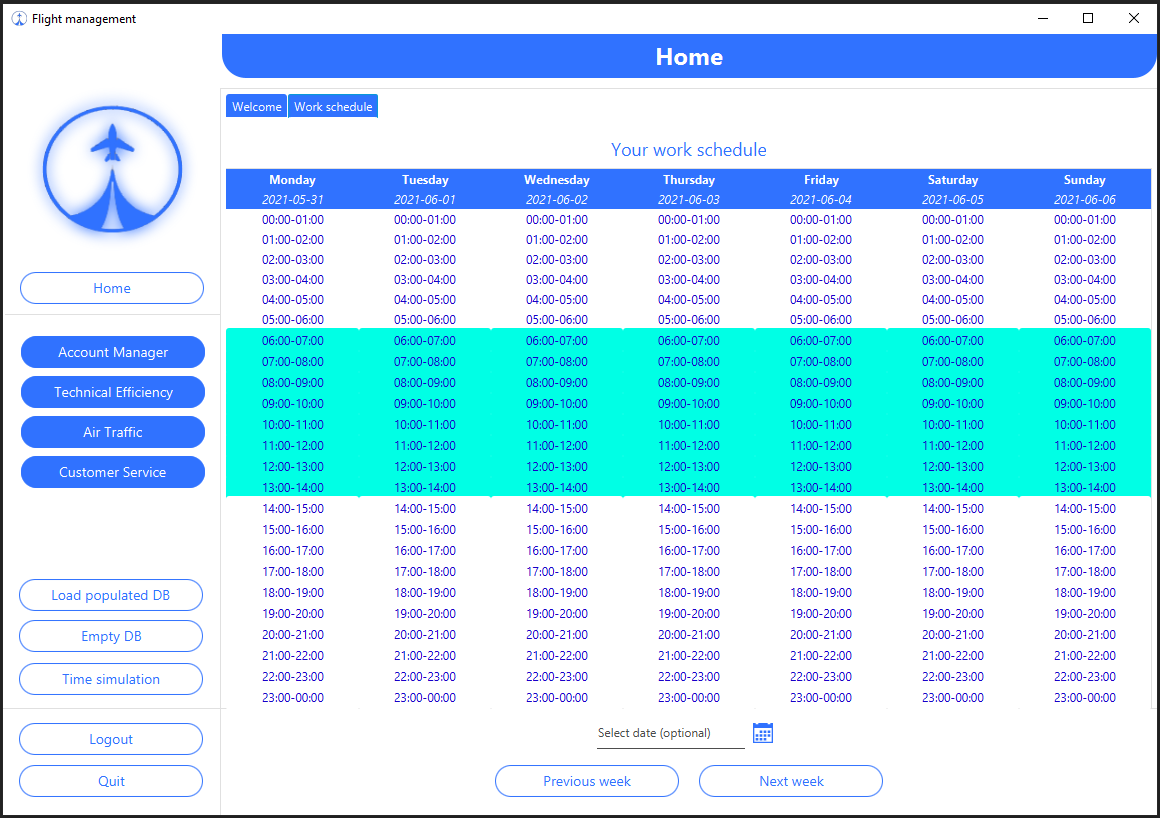 Flight management
Home
Welcome Work schedule
Your work schedule
Monday Tuesday Wednesday Thursday Friday Saturday Sunday
2021-05-31 2021-06-01 2021-06-02 2021-06-03 2021-06-04 2021-06-05 2021-06-06
00:00-01:00 00:00-01:00 00:00-01:00 00:00-01:00 00:00-01:00 00:00-01:00 00:00-01:00
01:00-02:00 01:00-02:00 01:00-02:00 01:00-02:00 01:00-02:00 01:00-02:00 01:00-02:00
02:00-03:00 02:00-03:00 02:00-03:00 02:00-03:00 02:00-03:00 02:00-03:00 02:00-03:00
03:00-04:00 03:00-04:00 03:00-04:00 03:00-04:00 03:00-04:00 03:00-04:00 03:00-04:00
04:00-05:00 04:00-05:00 04:00-05:00 04:00-05:00 04:00-05:00 04:00-05:00 04:00-05:00
05:00-06:00 05:00-06:00 05:00-06:00 05:00-06:00 05:00-06:00 05:00-06:00 05:00-06:00
06:00-07:00 06:00-07:00 06:00-07:00 06:00-07:00 06:00-07:00 06:00-07:00 06:00-07:00
07:00-08:00 07:00-08:00 07:00-08:00 07:00-08:00 07:00-08:00 07:00-08:00 07:00-08:00
08:00-09:00 08:00-09:00 08:00-09:00 08:00-09:00 08:00-09:00 08:00-09:00 08:00-09:00
09:00-10:00 09:00-10:00 09:00-10:00 09:00-10:00 09:00-10:00 09:00-10:00 09:00-10:00
10:00-11:00 10:00-11:00 10:00-11:00 10:00-11:00 10:00-11:00 10:00-11:00 10:00-11:00
11:00-12:00 11:00-12:00 11:00-12:00 11:00-12:00 11:00-12:00 11:00-12:00 11:00-12:00
12:00-13:00 12:00-13:00 12:00-13:00 12:00-13:00 12:00-13:00 12:00-13:00 12:00-13:00
13:00-14:00 13:00-14:00 13:00-14:00 13:00-14:00 13:00-14:00 13:00-14:00 13:00-14:00
14:00-15:00 14:00-15:00 14:00-15:00 14:00-15:00 14:00-15:00 14:00-15:00 14:00-15:00
15:00-16:00 15:00-16:00 15:00-16:00 15:00-16:00 15:00-16:00 15:00-16:00 15:00-16:00
16:00-17:00 16:00-17:00 16:00-17:00 16:00-17:00 16:00-17:00 16:00-17:00 16:00-17:00
17:00-18:00 17:00-18:00 17:00-18:00 17:00-18:00 17:00-18:00 17:00-18:00 17:00-18:00
18:00-19:00 18:00-19:00 18:00-19:00 18:00-19:00 18:00-19:00 18:00-19:00 18:00-19:00
19:00-20:00 19:00-20:00 19:00-20:00 19:00-20:00 19:00-20:00 19:00-20:00 19:00-20:00
20:00-21:00 20:00-21:00 20:00-21:00 20:00-21:00 20:00-21:00 20:00-21:00 20:00-21:00
21:00-22:00 21:00-22:00 21:00-22:00 21:00-22:00 21:00-22:00 21:00-22:00 21:00-22:00
22:00-23:00 22:00-23:00 22:00-23:00 22:00-23:00 22:00-23:00 22:00-23:00 22:00-23:00
23:00-00:00 23:00-00:00 23:00-00:00 23:00-00:00 23:00-00:00 23:00-00:00 23:00-00:00
Select date (optional)
Previous week Next week
Home
Account Manager
Technical Efficiency
Air Traffic
Customer Service
Load populated DB
Empty DB
Time simulation
Logout
Quit